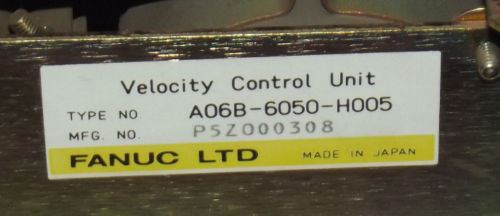 Velocity Control Unit
TYPE NO A06B-6050-H005
MFG. NO. P5Z000308
FANUC LTD MADE IN JAPAN